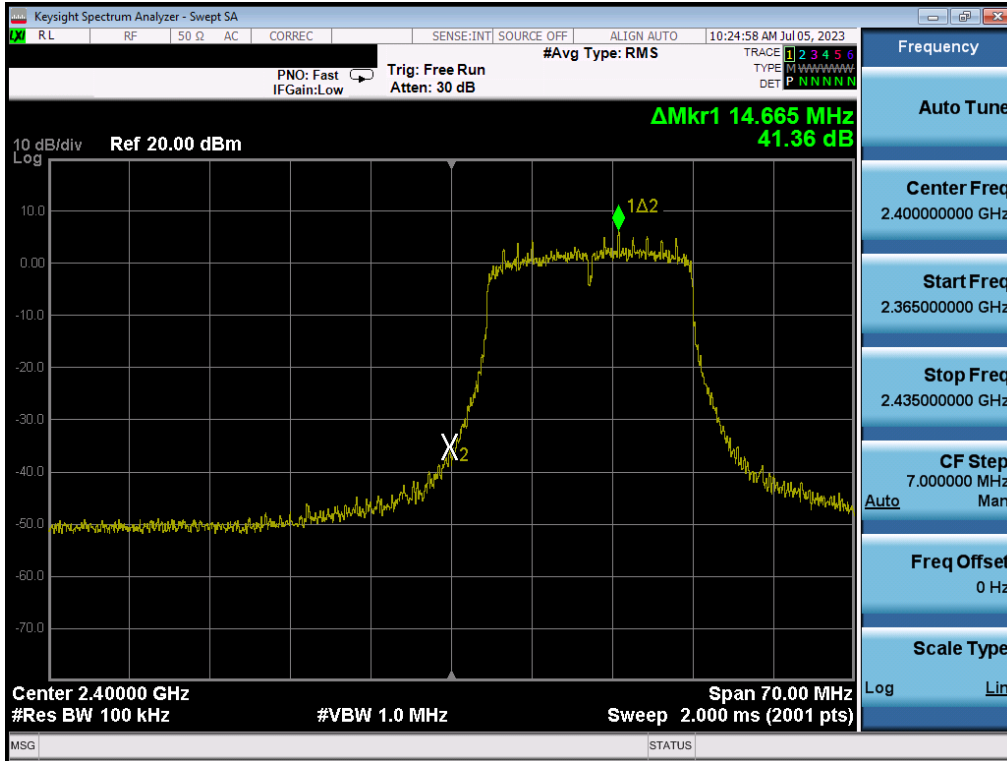 Keysight Spectrum Analyzer - Swept SA
LXI RL RF 50 Ω AC CORREC SENSE:INT SOURCE OFF ALIGN AUTO 10:24:58 AM Jul 05, 2023
PNO: Fast
IFGain:Low
Trig: Free Run
Atten: 30 dB
#Avg Type: RMS
TRACE 1 2 3 4 5 6
TYPE M WWWWW
DET P N N N N N
ΔMkr1 14.665 MHz
41.36 dB
10 dB/div
Log
Ref 20.00 dBm
1Δ2
10.0
0.00
-10.0
-20.0
-30.0
X2
-40.0
-50.0
-60.0
-70.0
Center 2.40000 GHz
Span 70.00 MHz
#Res BW 100 kHz
#VBW 1.0 MHz
Sweep 2.000 ms (2001 pts)
MSG
STATUS
Frequency
Auto Tune
Center Freq
2.400000000 GHz
Start Freq
2.365000000 GHz
Stop Freq
2.435000000 GHz
CF Step
7.000000 MHz
Auto Man
Freq Offset
0 Hz
Scale Type
Log Lin